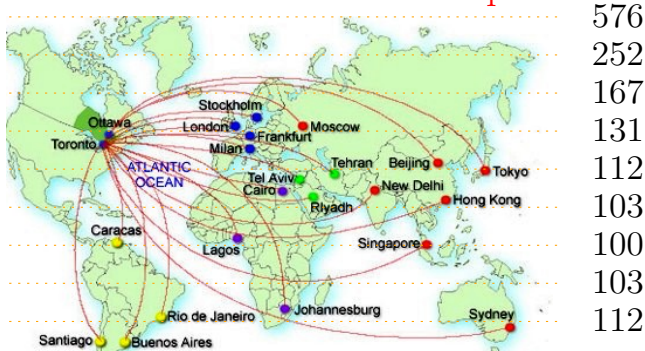 576
252
Stockholm
167
Ottawa
London
Moscow
131
Toronto
Frankfurt
Milan
ATLANTIC
OCEAN
Tehran
Beijing
Tokyo
112
Tel Aviv
Cairo
New Delhi
Riyadh
Hong Kong
103
Caracas
Lagos
Singapore
100
103
Rio de Janeiro
Johannesburg
Sydney
112
Santiago
Buenos Aires